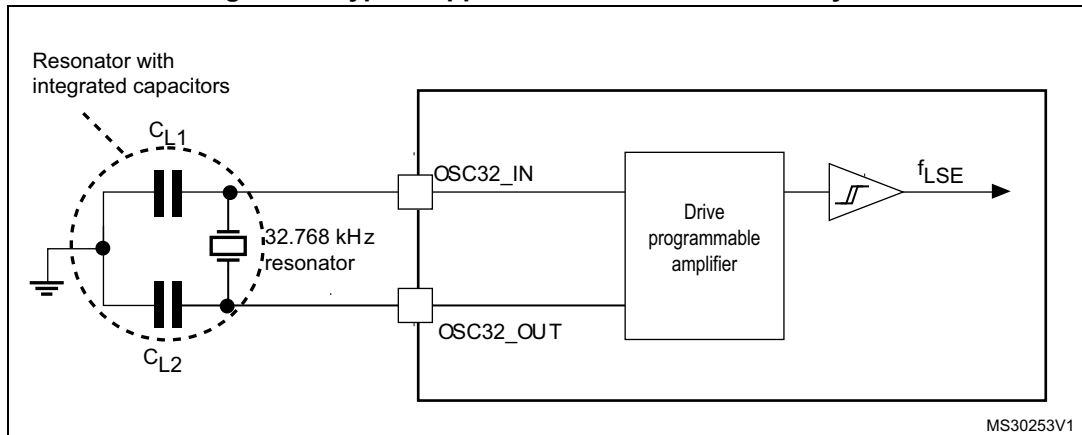 Resonator with
integrated capacitors
CL1
OSC32_IN
fLSE
Drive
programmable
amplifier
32.768 kHz
resonator
OSC32_OUT
CL2
MS30253V1